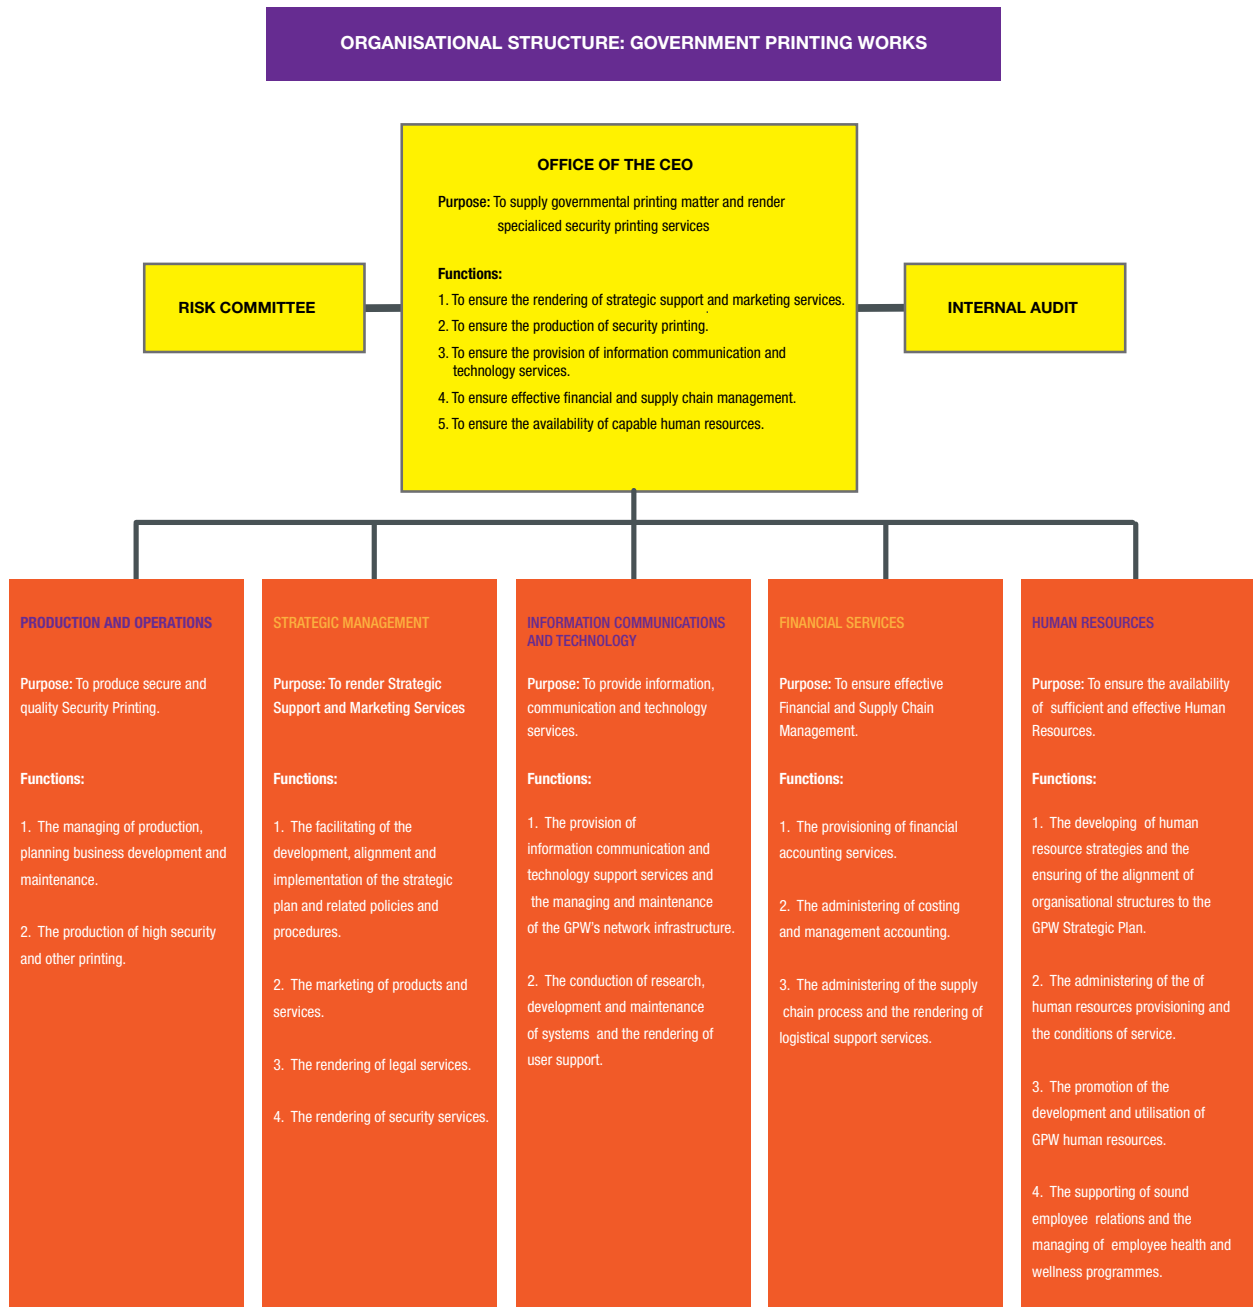 ORGANISATIONAL STRUCTURE: GOVERNMENT PRINTING WORKS
OFFICE OF THE CEO
Purpose: To supply governmental printing matter and render
specialiced security printing services
Functions:
1. To ensure the rendering of strategic support and marketing services.
2. To ensure the production of security printing.
3. To ensure the provision of information communication and
technology services.
4. To ensure effective financial and supply chain management.
5. To ensure the availability of capable human resources.
RISK COMMITTEE
INTERNAL AUDIT
PRODUCTION AND OPERATIONS
Purpose: To produce secure and
quality Security Printing.
Functions:
1. The managing of production,
planning business development and
maintenance.
2. The production of high security
and other printing.
STRATEGIC MANAGEMENT
Purpose: To render Strategic
Support and Marketing Services
Functions:
1. The facilitating of the
development, alignment and
implementation of the strategic
plan and related policies and
procedures.
2. The marketing of products and
services.
3. The rendering of legal services.
4. The rendering of security services.
INFORMATION COMMUNICATIONS
AND TECHNOLOGY
Purpose: To provide information,
communication and technology
services.
Functions:
1. The provision of
information communication and
technology support services and
the managing and maintenance
of the GPW's network infrastructure.
2. The conduction of research,
development and maintenance
of systems and the rendering of
user support.
FINANCIAL SERVICES
Purpose: To ensure effective
Financial and Supply Chain
Management.
Functions:
1. The provisioning of financial
accounting services.
2. The administering of costing
and management accounting.
3. The administering of the supply
chain process and the rendering of
logistical support services.
HUMAN RESOURCES
Purpose: To ensure the availability
of sufficient and effective Human
Resources.
Functions:
1. The developing of human
resource strategies and the
ensuring of the alignment of
organisational structures to the
GPW Strategic Plan.
2. The administering of the of
human resources provisioning and
the conditions of service.
3. The promotion of the
development and utilisation of
GPW human resources.
4. The supporting of sound
employee relations and the
managing of employee health and
wellness programmes.